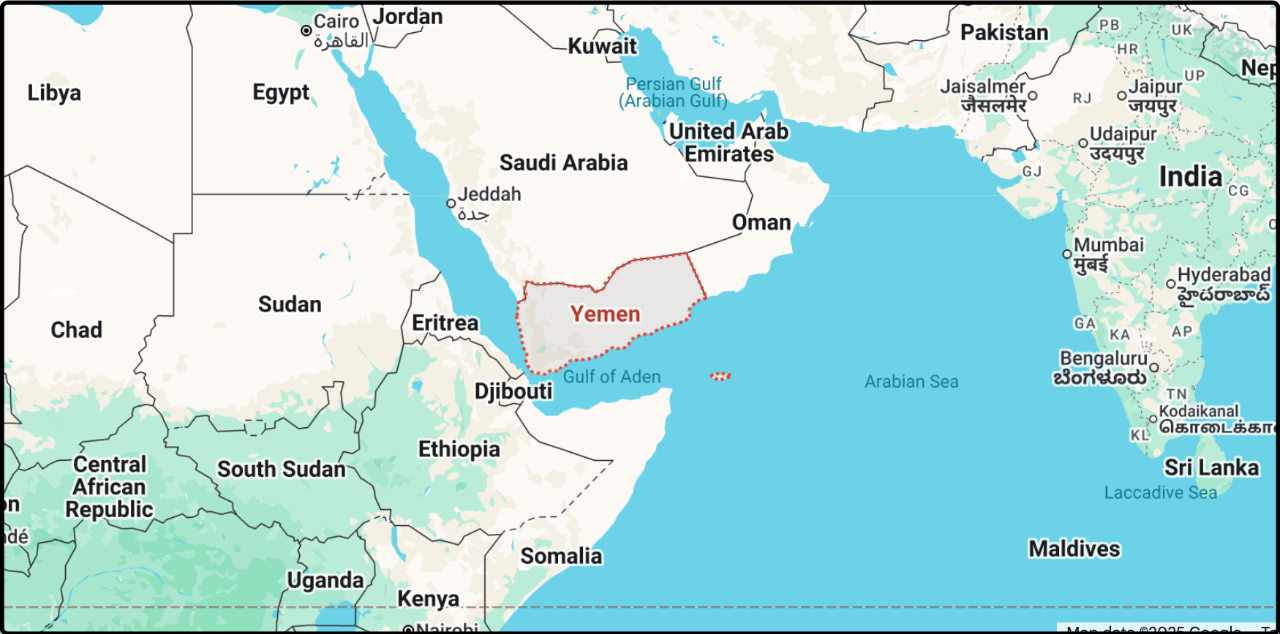 Cairo
القاهرة
Jordan
Kuwait
Pakistan
PB
UK
HR
Nep
Libya
Egypt
Persian Gulf
(Arabian Gulf)
Jaisalmer
जैसलमेर
RJ
UP
Jaipur
जयपुर
United Arab
Emirates
Udaipur
उदयपुर
Saudi Arabia
GJ
India
CG
Jeddah
جدة
Oman
Mumbai
मुंबई
Hyderabad
హైదరాబాద్
Sudan
Yemen
Chad
Eritrea
GA
KA
AP
Bengaluru
ಬೆಂಗಳೂರು
Gulf of Aden
Arabian Sea
Djibouti
TN
Kodaikanal
கொடைக்கா
KL
Ethiopia
Central
African
Republic
South Sudan
Sri Lanka
Laccadive Sea
on
ndé
Somalia
Maldives
Uganda
Kenya
Nairobi
Map data ©2025 Google